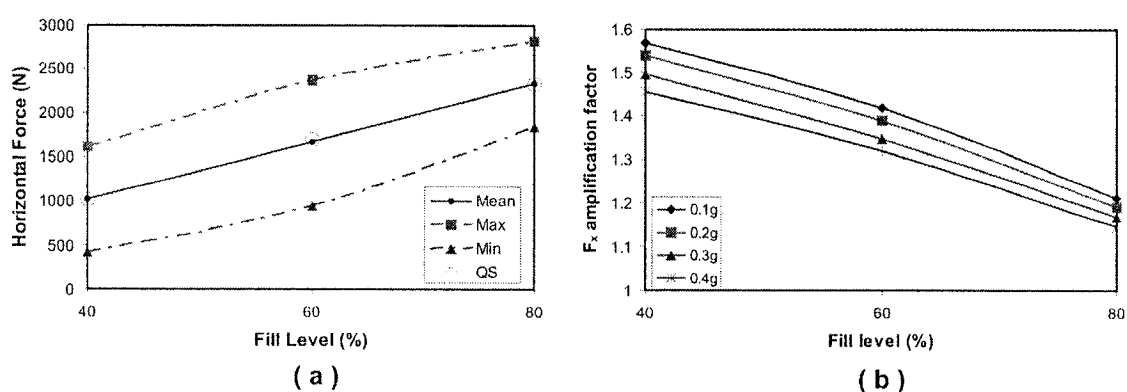 Horizontal Force (N)
3000
2500
2000
1500
1000
500
0
40
60
80
Fill Level (%)
Mean
Max
Min
QS
( a )
Fₓ amplification factor
1.6
1.5
1.4
1.3
1.2
1.1
1
40
60
80
Fill level (%)
0.1g
0.2g
0.3g
0.4g
( b )